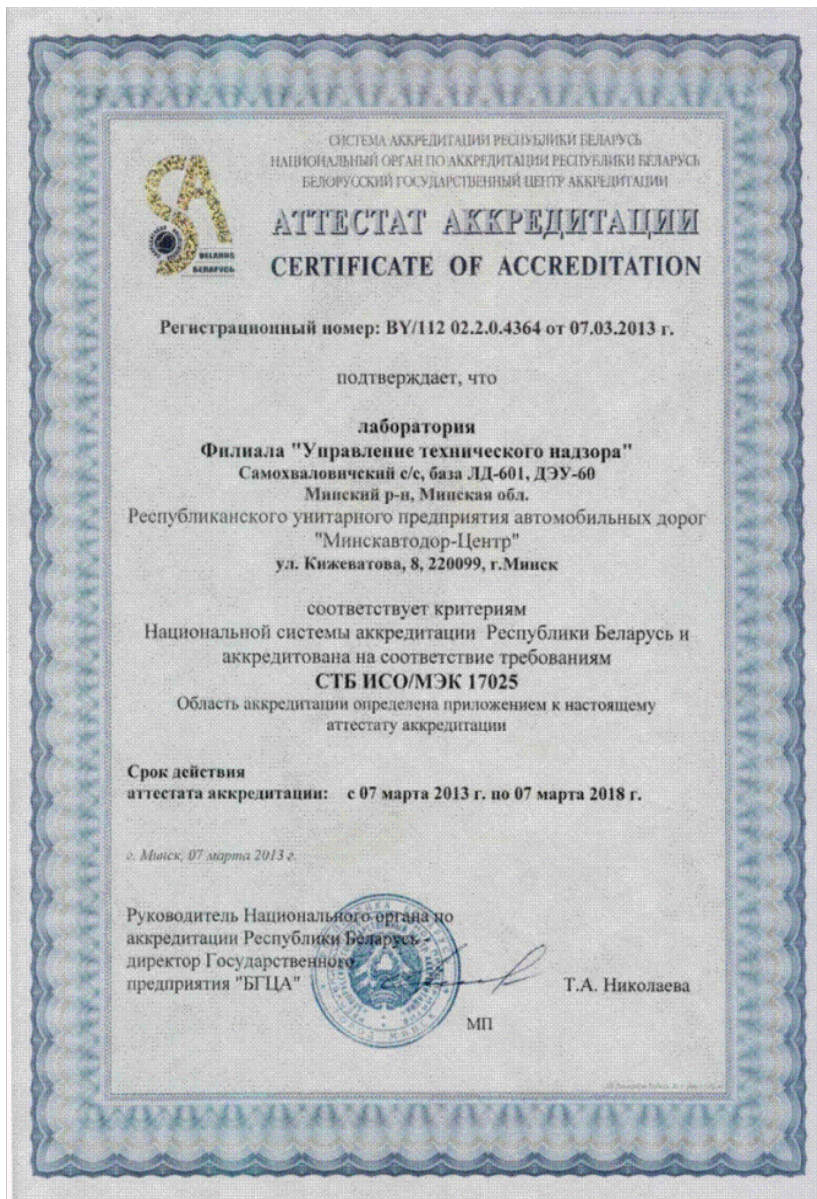 СИСТЕМА АККРЕДИТАЦИИ РЕСПУБЛИКИ БЕЛАРУСЬ
НАЦИОНАЛЬНЫЙ ОРГАН ПО АККРЕДИТАЦИИ РЕСПУБЛИКИ БЕЛАРУСЬ
БЕЛОРУССКИЙ ГОСУДАРСТВЕННЫЙ ЦЕНТР АККРЕДИТАЦИИ
BELARUS
БЕЛАРУСЬ
АТТЕСТАТ АККРЕДИТАЦИИ
CERTIFICATE OF ACCREDITATION
Регистрационный номер: BY/112 02.2.0.4364 от 07.03.2013 г.
подтверждает, что
лаборатория
Филиала "Управление технического надзора"
Самохваловичский с/с, база ЛД-601, ДЭУ-60
Минский р-н, Минская обл.
Республиканского унитарного предприятия автомобильных дорог
"Минскавтодор-Центр"
ул. Кижеватова, 8, 220099, г.Минск
соответствует критериям
Национальной системы аккредитации Республики Беларусь и
аккредитована на соответствие требованиям
СТБ ИСО/МЭК 17025
Область аккредитации определена приложением к настоящему
аттестату аккредитации
Срок действия
аттестата аккредитации: с 07 марта 2013 г. по 07 марта 2018 г.
г. Минск, 07 марта 2013 г.
Руководитель Национального органа по
аккредитации Республики Беларусь -
директор Государственного
предприятия "БГЦА"
Т.А. Николаева
МП